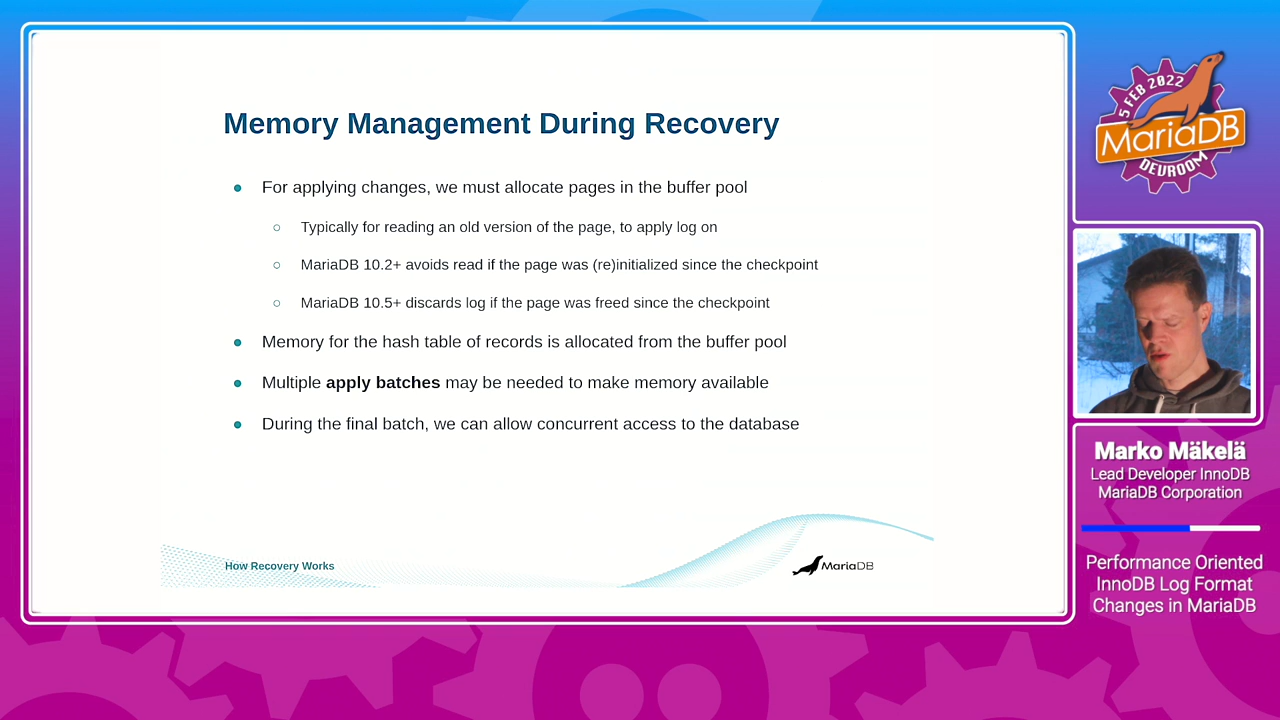 Memory Management During Recovery
For applying changes, we must allocate pages in the buffer pool
Typically for reading an old version of the page, to apply log on
MariaDB 10.2+ avoids read if the page was (re)initialized since the checkpoint
MariaDB 10.5+ discards log if the page was freed since the checkpoint
Memory for the hash table of records is allocated from the buffer pool
Multiple apply batches may be needed to make memory available
During the final batch, we can allow concurrent access to the database
How Recovery Works
MariaDB
5 FEB 2022
MariaDB
DEVROOM
Marko Mäkelä
Lead Developer InnoDB
MariaDB Corporation
Performance Oriented
InnoDB Log Format
Changes in MariaDB